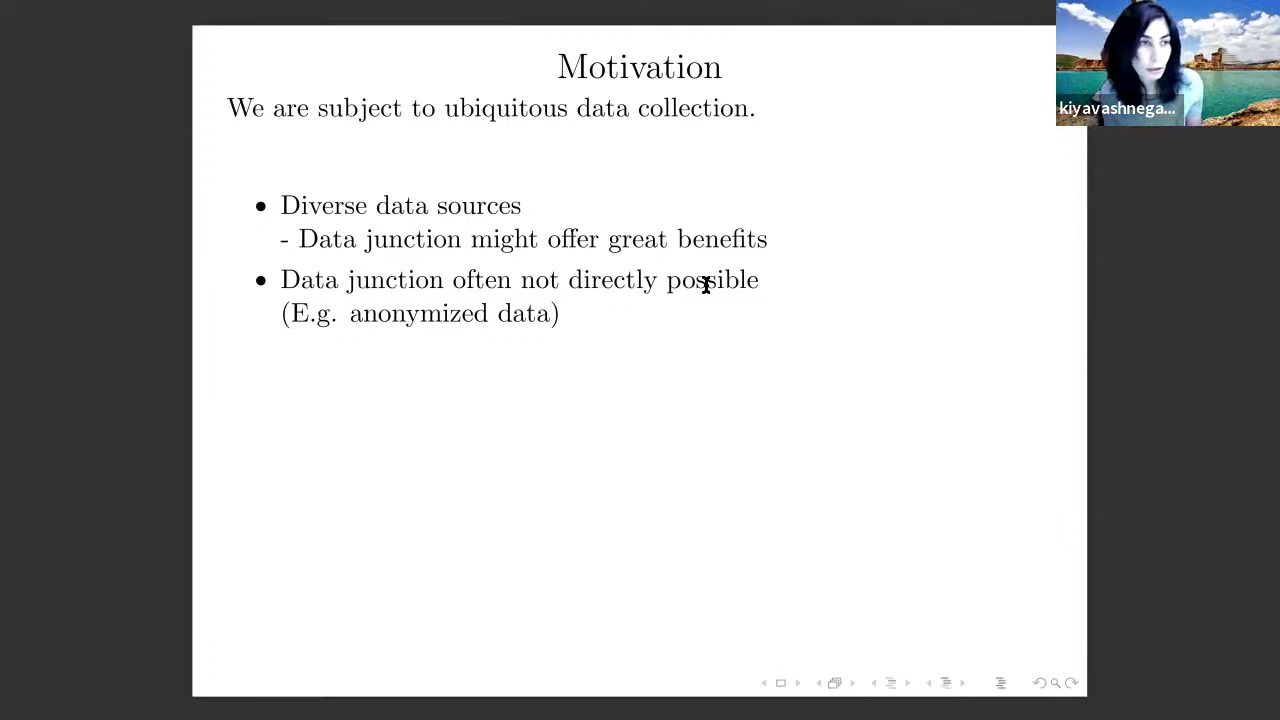 Motivation
We are subject to ubiquitous data collection.
• Diverse data sources
- Data junction might offer great benefits
• Data junction often not directly possible
(E.g. anonymized data)
kiyavashnega...